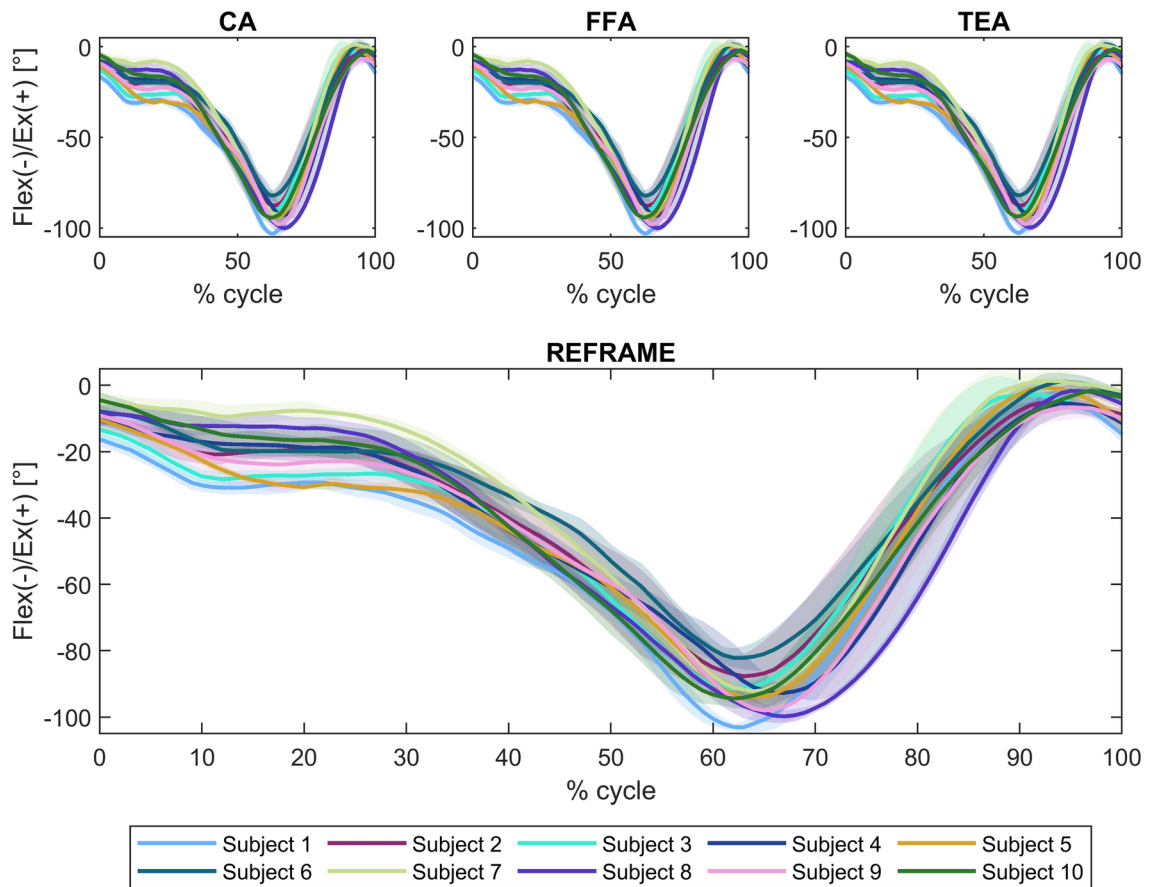 CA FFA TEA
0 0 0
-50 -50 -50
-100 -100 -100
Flex(-)/Ex(+) [°]
0 50 100 0 50 100 0 50 100
% cycle % cycle % cycle
REFRAME
0
-20
-40
-60
-80
-100
Flex(-)/Ex(+) [°]
0 10 20 30 40 50 60 70 80 90 100
% cycle
Subject 1 Subject 2 Subject 3 Subject 4 Subject 5
Subject 6 Subject 7 Subject 8 Subject 9 Subject 10